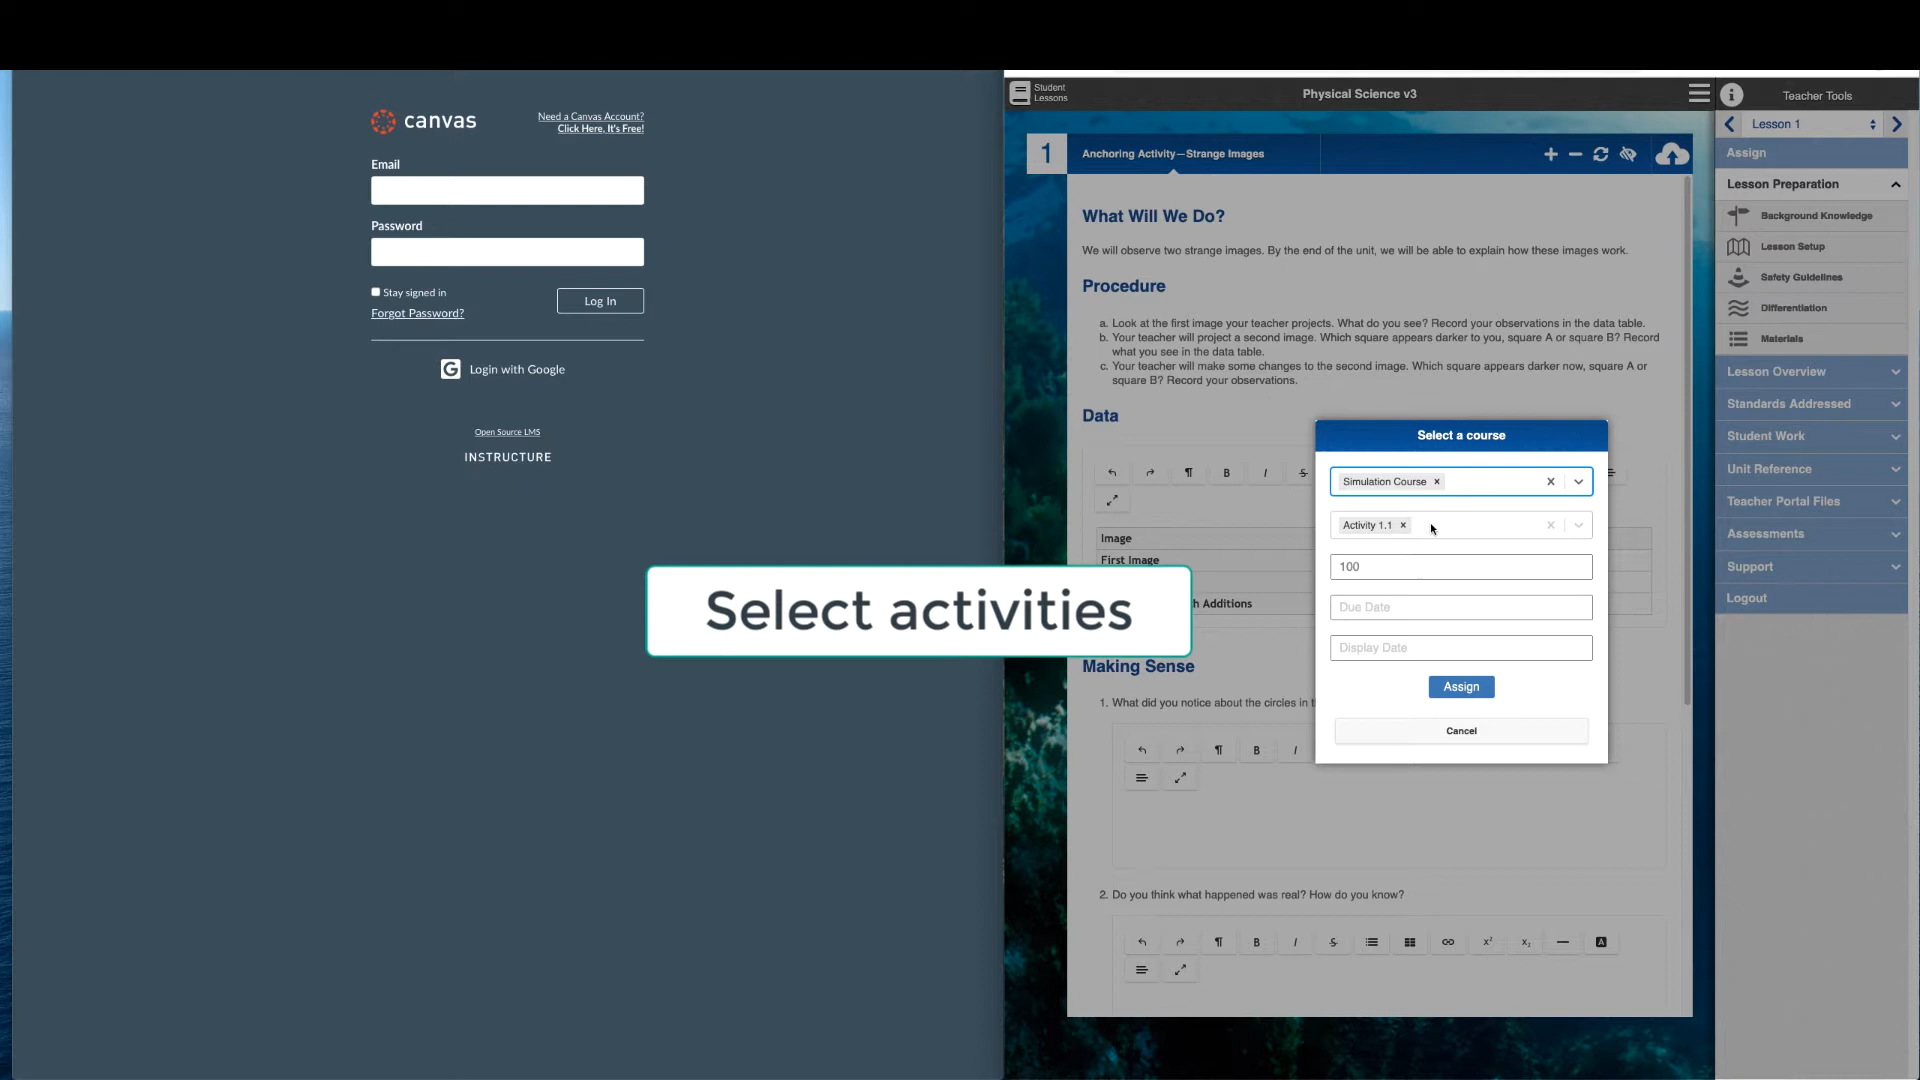 canvas
Need a Canvas Account?
Click Here, It's Free!
Email
Password
Stay signed in
Log In
Forgot Password?
G Login with Google
Open Source LMS
INSTRUCTURE
Select activities
Student
Lessons
Physical Science v3
1
Anchoring Activity—Strange Images
What Will We Do?
We will observe two strange images. By the end of the unit, we will be able to explain how these images work.
Procedure
a. Look at the first image your teacher projects. What do you see? Record your observations in the data table.
b. Your teacher will project a second image. Which square appears darker to you, square A or square B? Record
what you see in the data table.
c. Your teacher will make some changes to the second image. Which square appears darker now, square A or
square B? Record your observations.
Data
B I S
Image
First Image
h Additions
Making Sense
1. What did you notice about the circles in t
B I
2. Do you think what happened was real? How do you know?
B I S x² x₂ A
Select a course
Simulation Course ×
Activity 1.1 ×
100
Due Date
Display Date
Assign
Cancel
Teacher Tools
Lesson 1
Assign
Lesson Preparation
Background Knowledge
Lesson Setup
Safety Guidelines
Differentiation
Materials
Lesson Overview
Standards Addressed
Student Work
Unit Reference
Teacher Portal Files
Assessments
Support
Logout